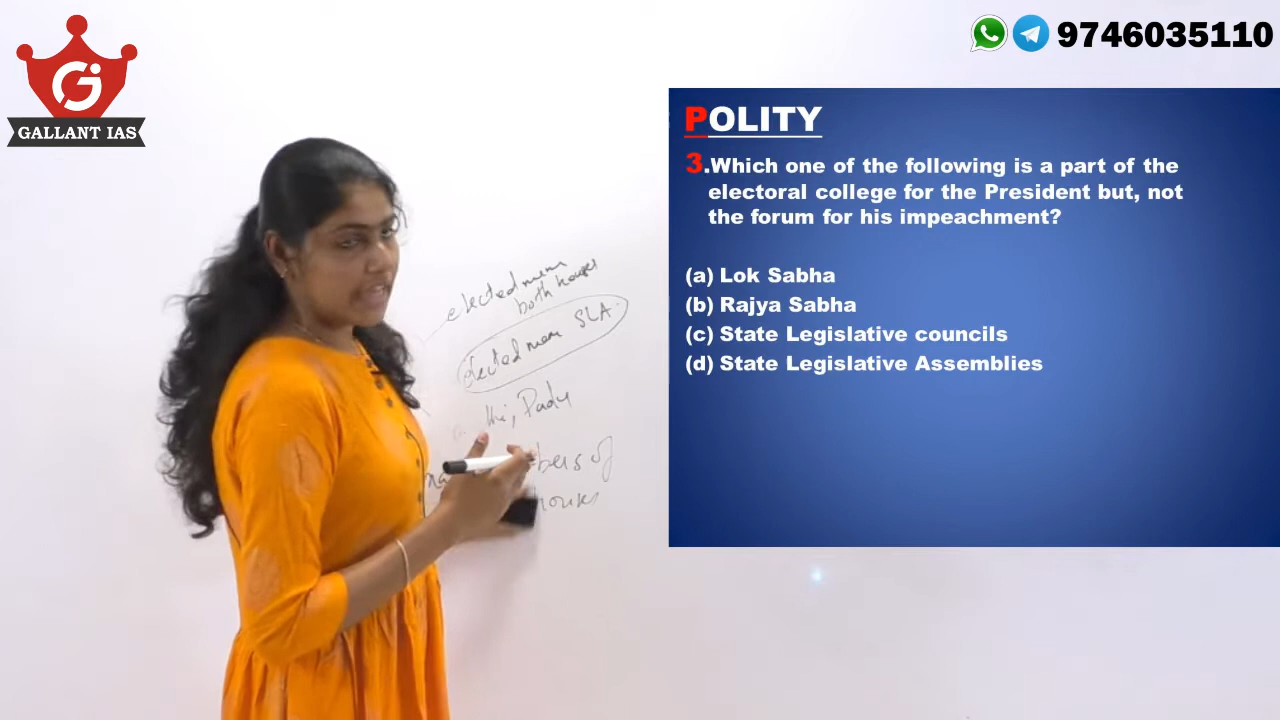 GALLANT IAS
9746035110
POLITY
3.Which one of the following is a part of the
electoral college for the President but, not
the forum for his impeachment?
(a) Lok Sabha
(b) Rajya Sabha
(c) State Legislative councils
(d) State Legislative Assemblies
elected mem
both houses
elected mem SLA